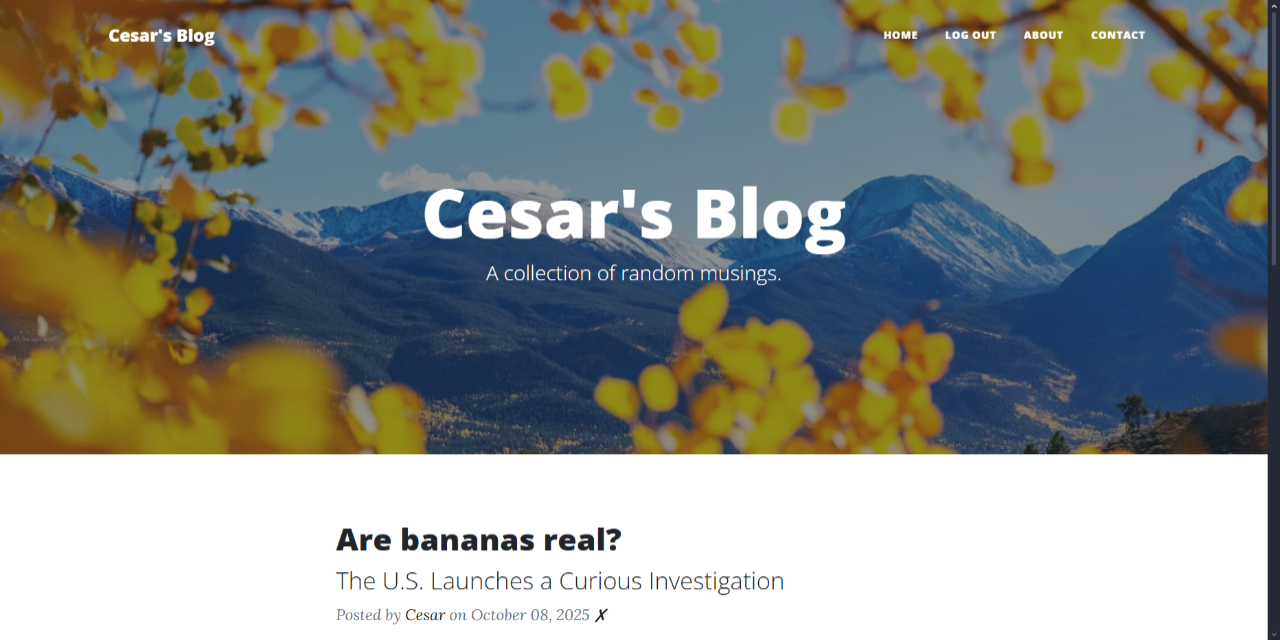 Cesar's Blog
HOME LOG OUT ABOUT CONTACT
Cesar's Blog
A collection of random musings.
Are bananas real?
The U.S. Launches a Curious Investigation
Posted by Cesar on October 08, 2025 ✗